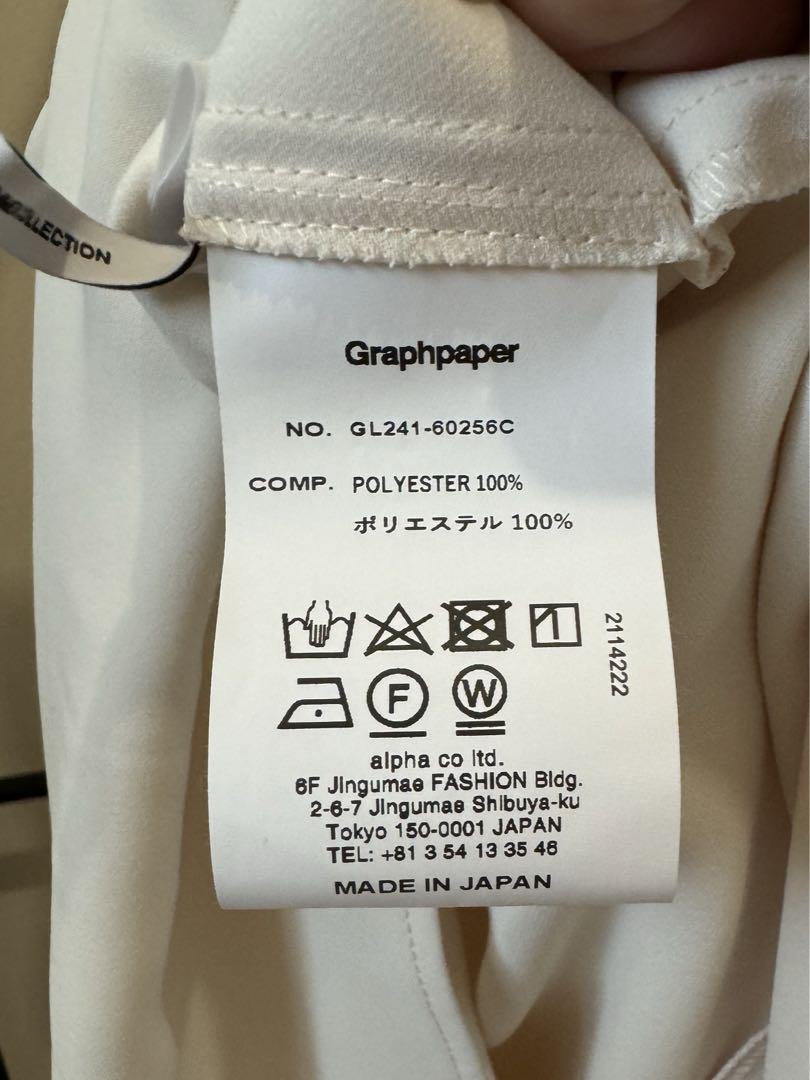 COLLECTION
Graphpaper
NO. GL241-60256C
COMP. POLYESTER 100%
ポリエステル 100%
2114222
F W
alpha co ltd.
6F Jingumae FASHION Bldg.
2-6-7 Jingumae Shibuya-ku
Tokyo 150-0001 JAPAN
TEL: +81 3 54 13 35 46
MADE IN JAPAN